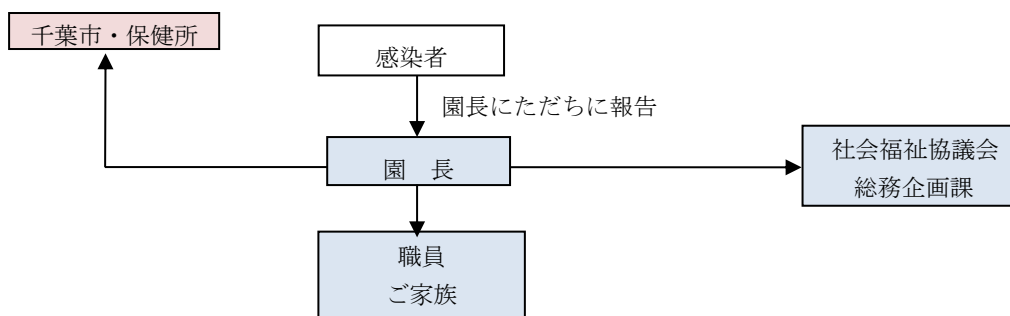 千葉市・保健所
感染者
園長にただちに報告
園　長
社会福祉協議会
総務企画課
職員
ご家族